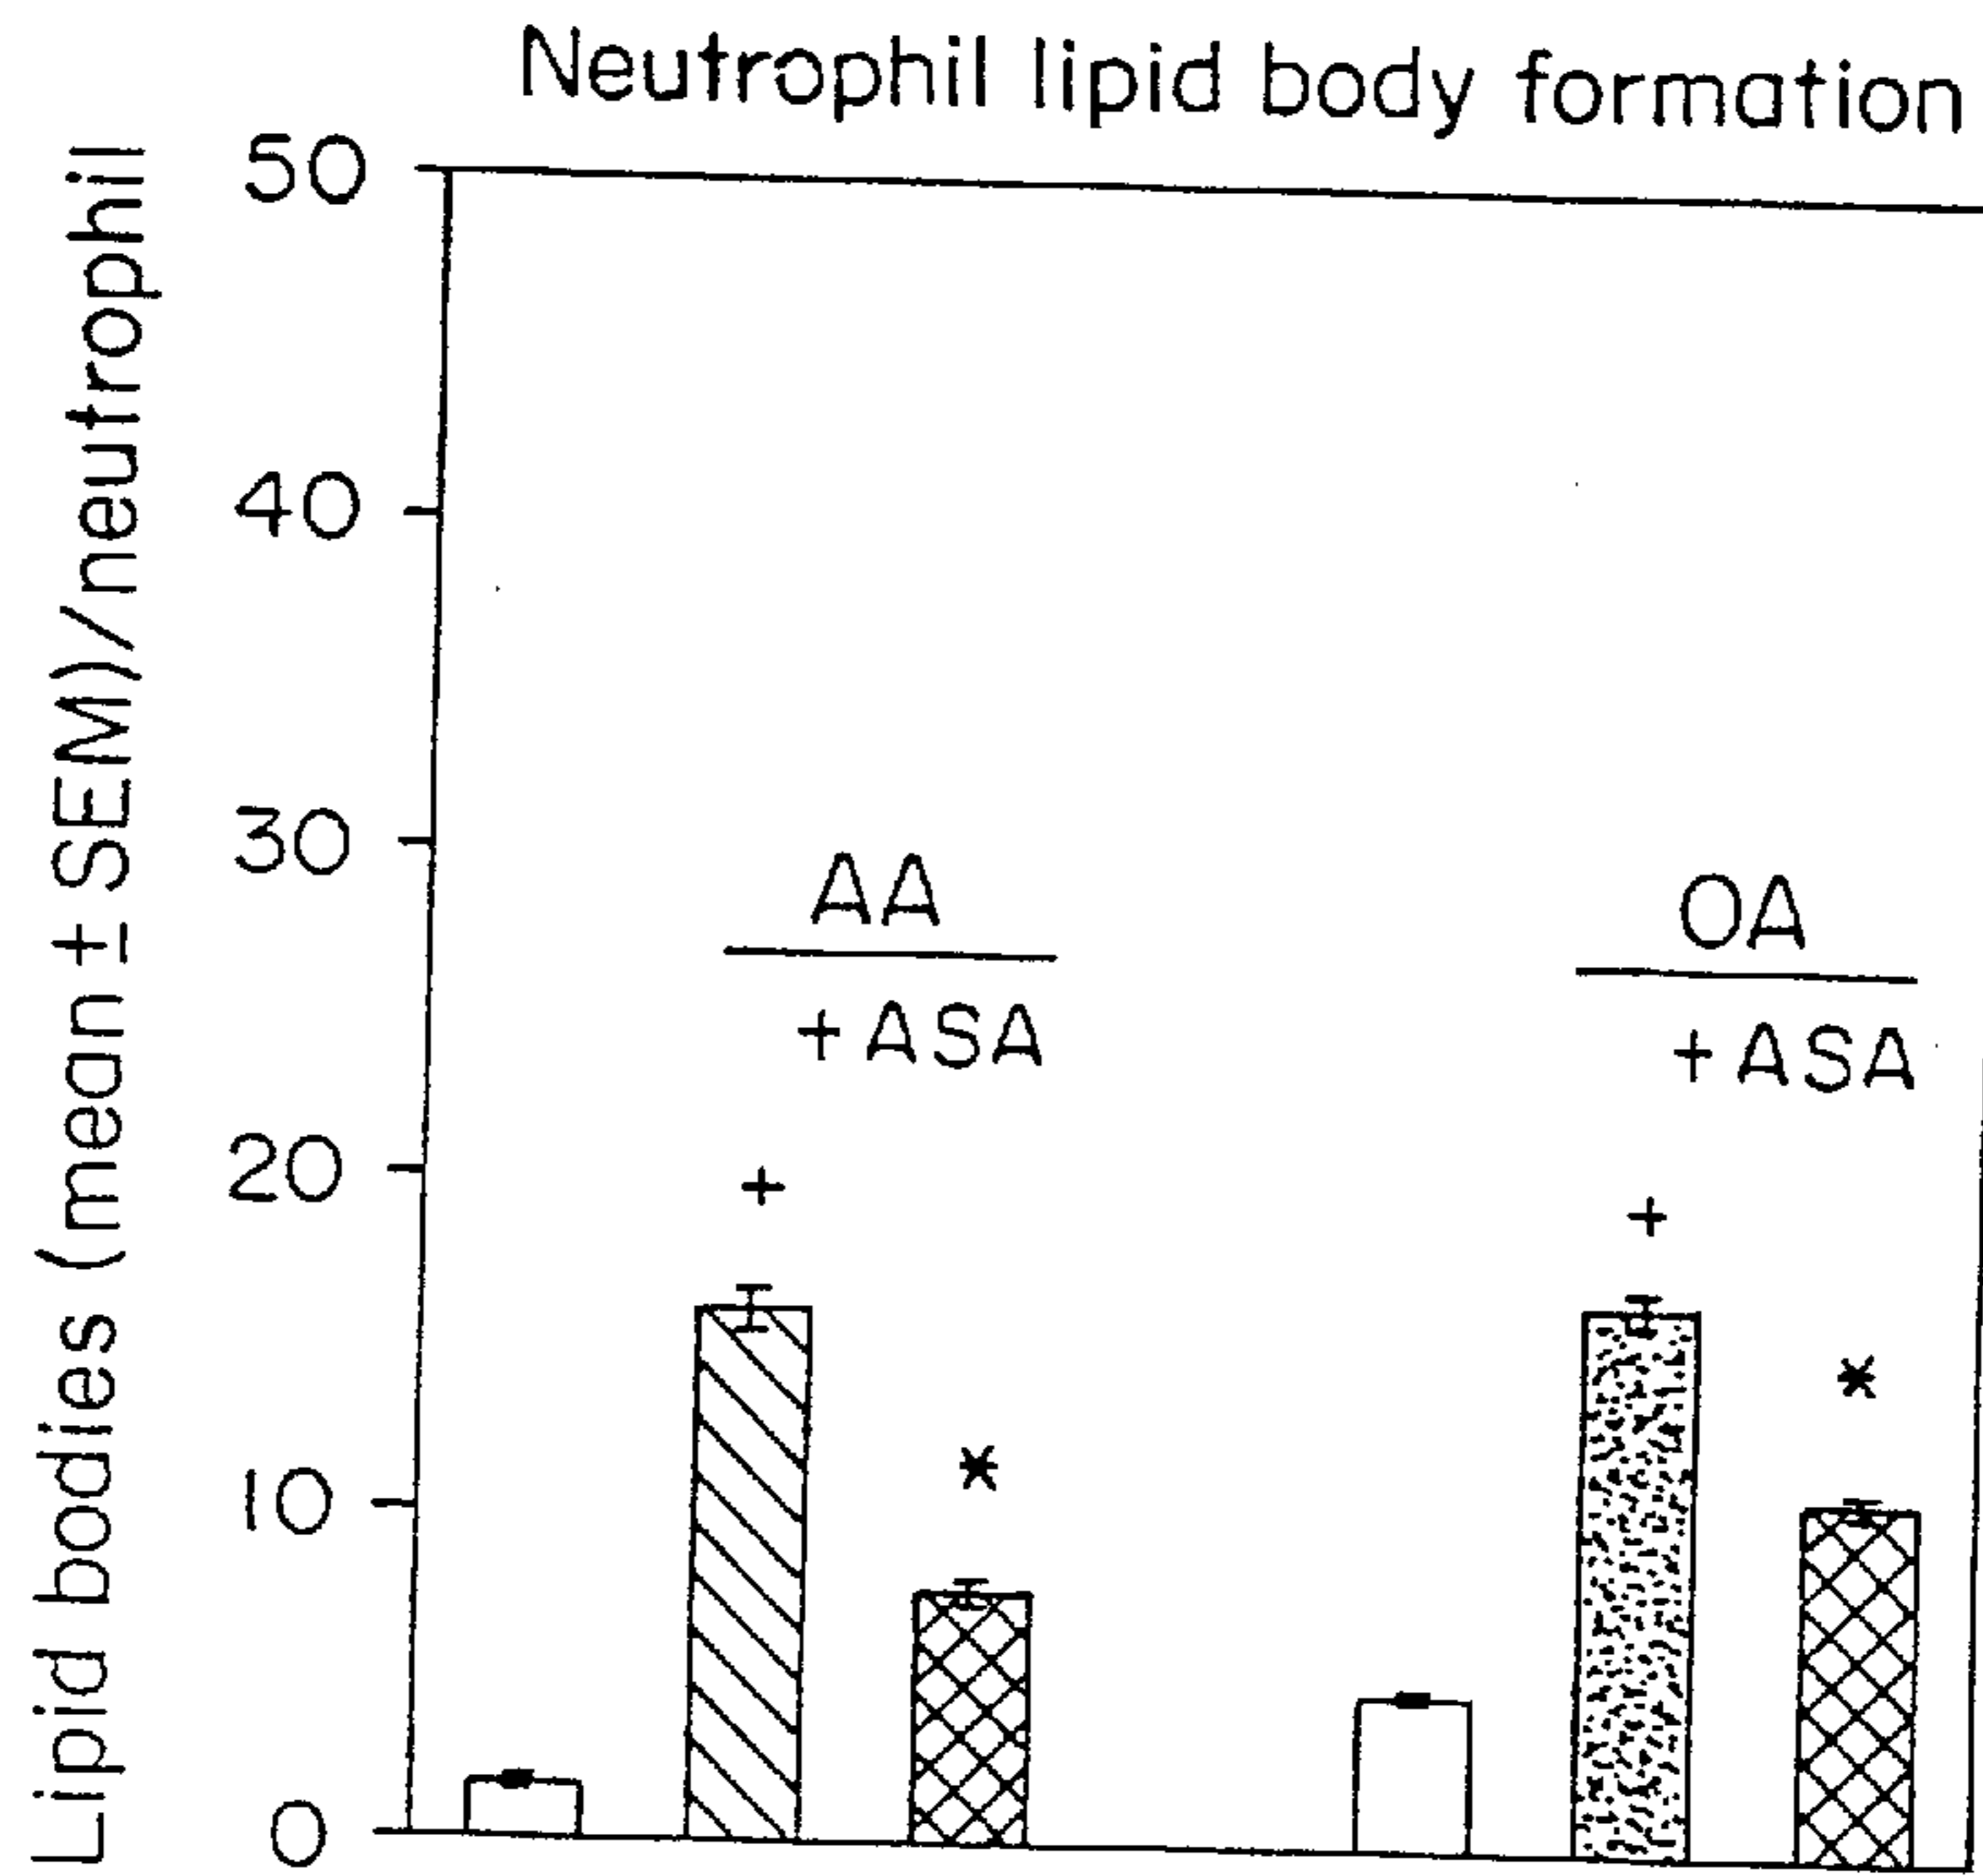 Neutrophil lipid body formation
Lipid bodies (mean ± SEM)/neutrophil
50
40
30
20
10
0
AA
+ ASA
+
*
OA
+ ASA
+
*